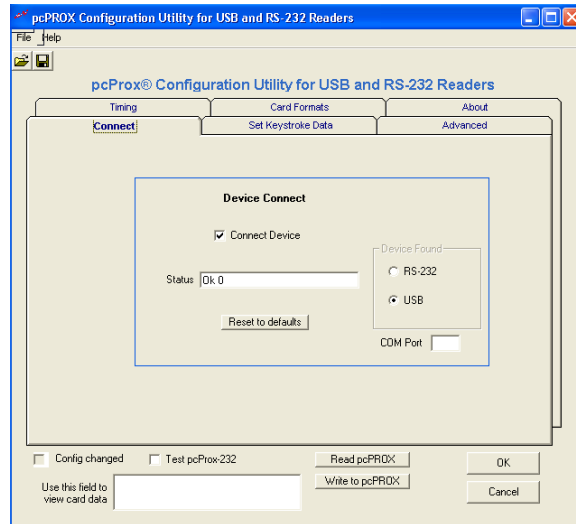 pcPROX Configuration Utility for USB and RS-232 Readers
File Help
pcProx® Configuration Utility for USB and RS-232 Readers
Timing Card Formats About
Connect Set Keystroke Data Advanced
Device Connect
Connect Device
Device Found
Status Ok 0
RS-232
USB
Reset to defaults
COM Port
Config changed Test pcProx-232 Read pcPROX OK
Use this field to
view card data
Write to pcPROX Cancel